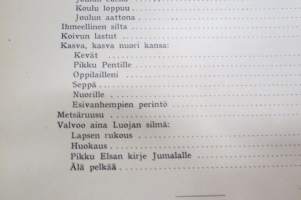 Koulu loppuu
Joulun aattona
Ihmeellinen silta
Koivun lastut
Kasva, kasva nuori kansa:
Kevät
Pikku Pentille
Oppilailleni
Seppä
Nuorille
Esivanhempien perintö
Metsäruusu
Valvoo aina Luojan silmä:
Lapsen rukous
Huokaus
Pikku Elsan kirje Jumalalle
Älä pelkää